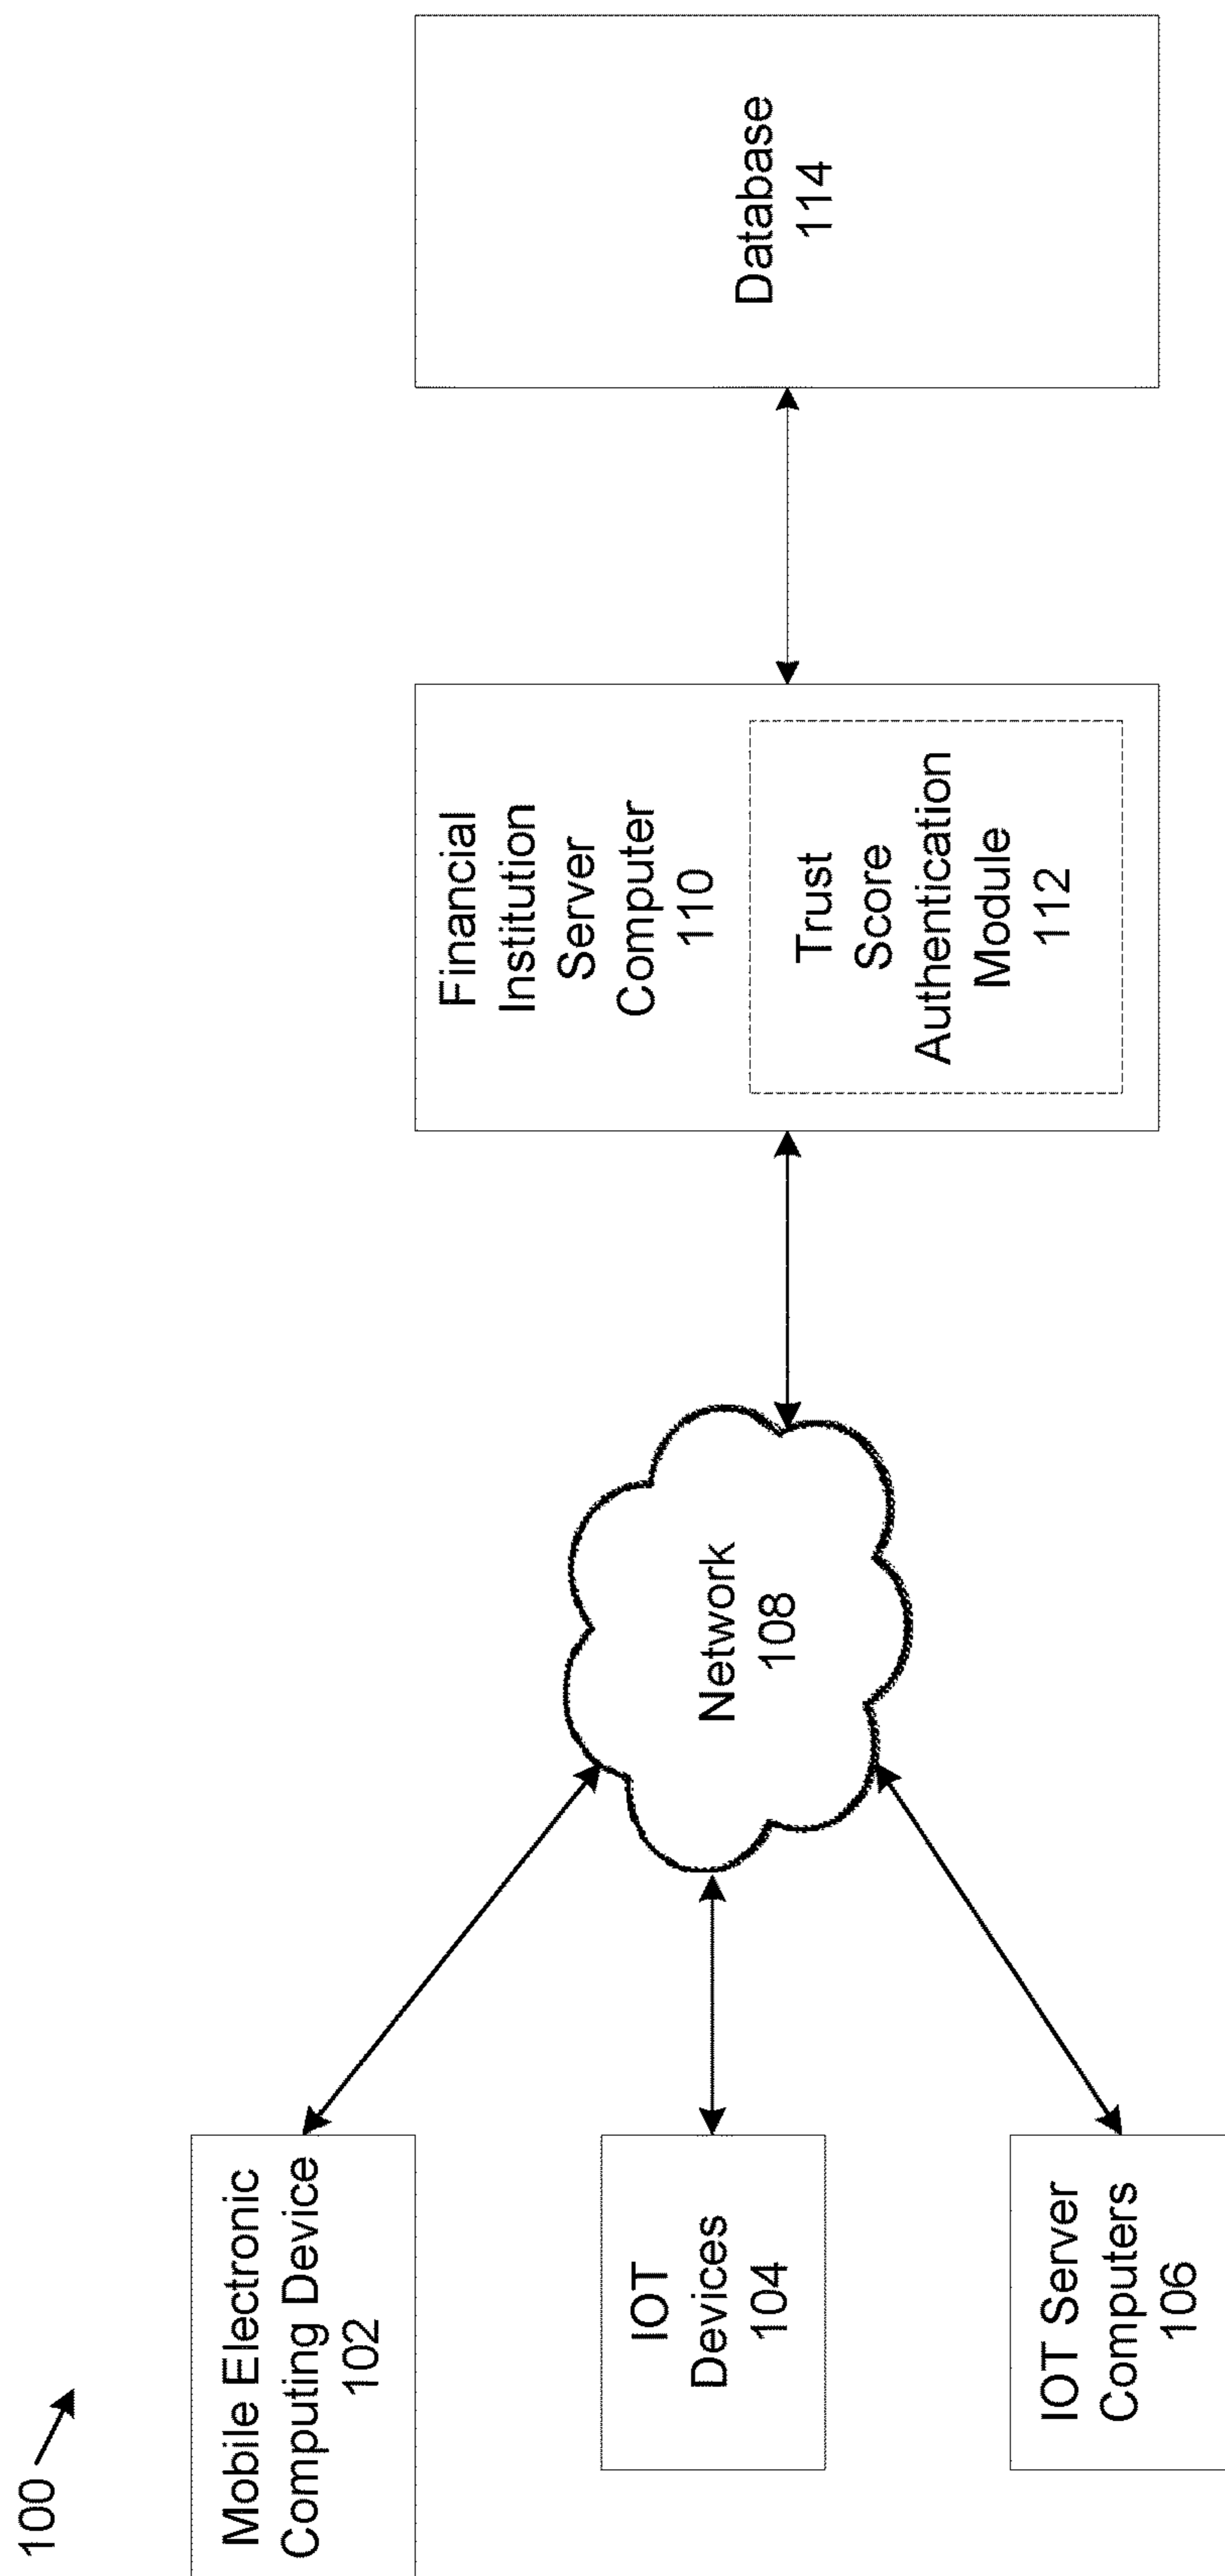 100
Mobile Electronic
Computing Device
102
IOT
Devices
104
IOT Server
Computers
106
Network
108
Financial
Institution
Server
Computer
110
Trust
Score
Authentication
Module
112
Database
114